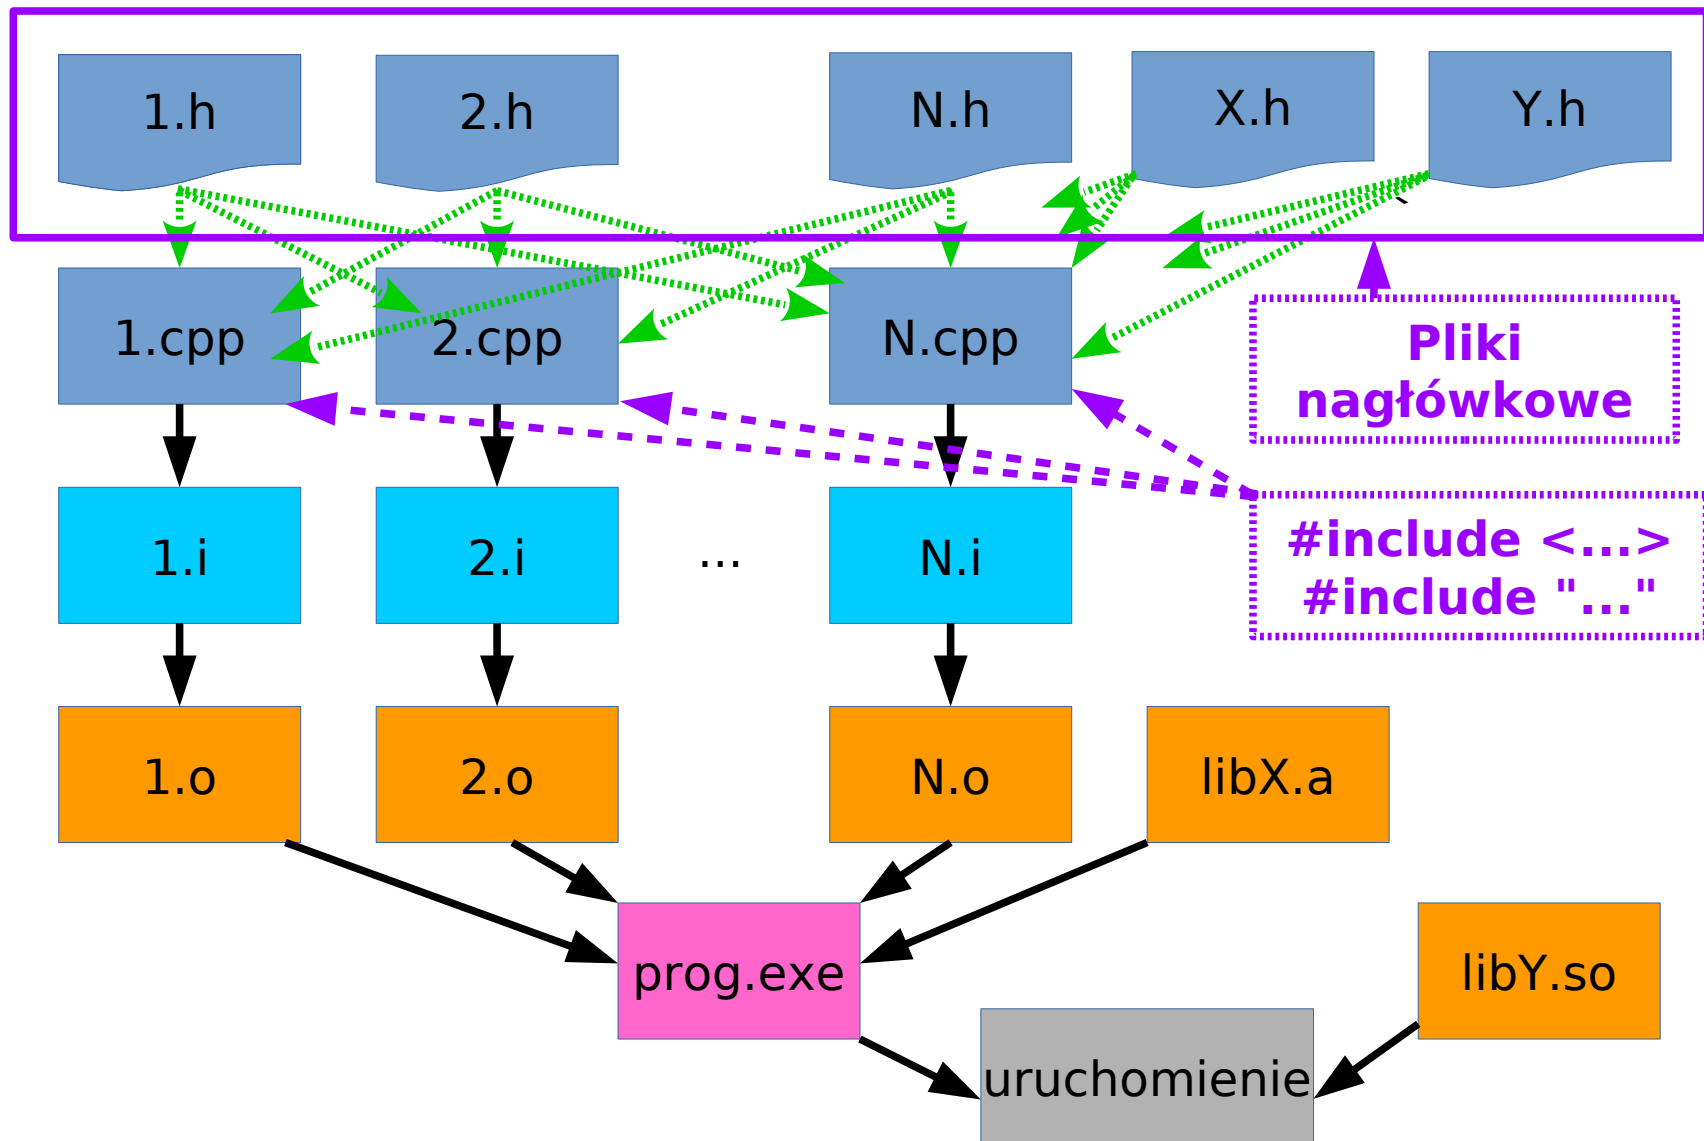 1.h
2.h
N.h
X.h
Y.h
`
1.cpp
2.cpp
N.cpp
Pliki
nagłówkowe
1.i
2.i
...
N.i
#include <...>
#include "..."
1.o
2.o
N.o
libX.a
prog.exe
libY.so
uruchomienie